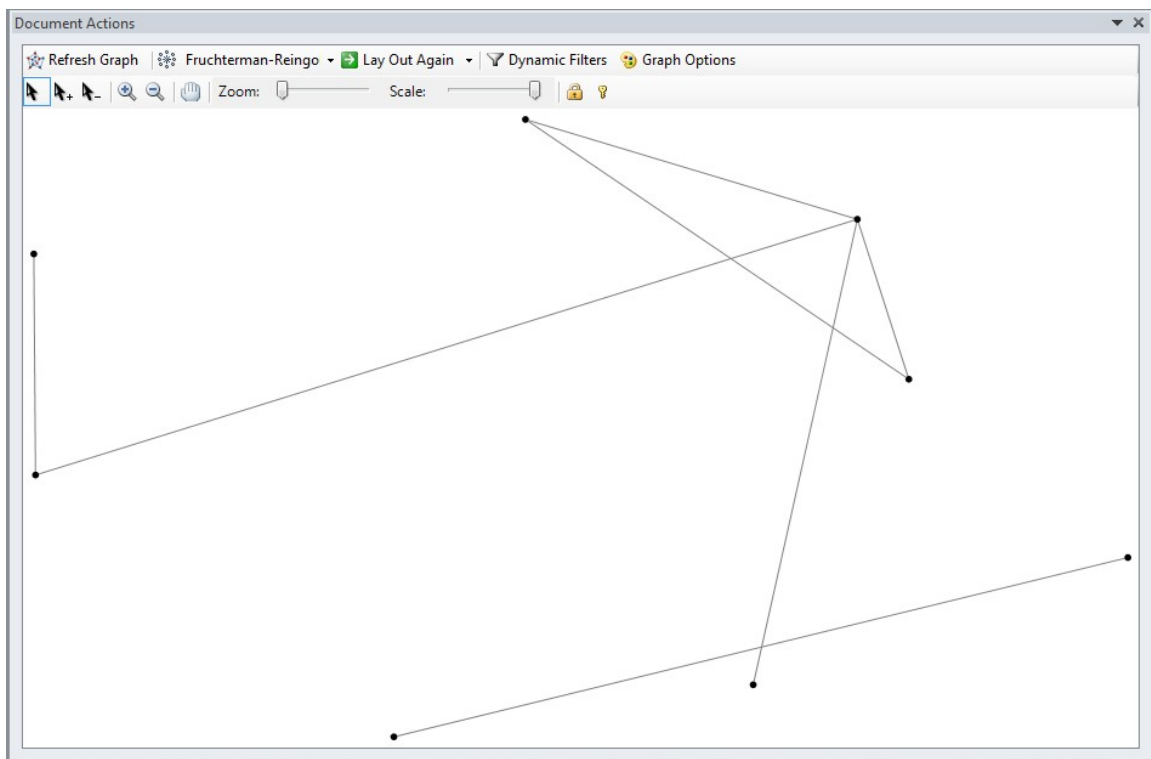 Document Actions
Refresh Graph Fruchterman-Reingo Lay Out Again Dynamic Filters Graph Options
Zoom: Scale: